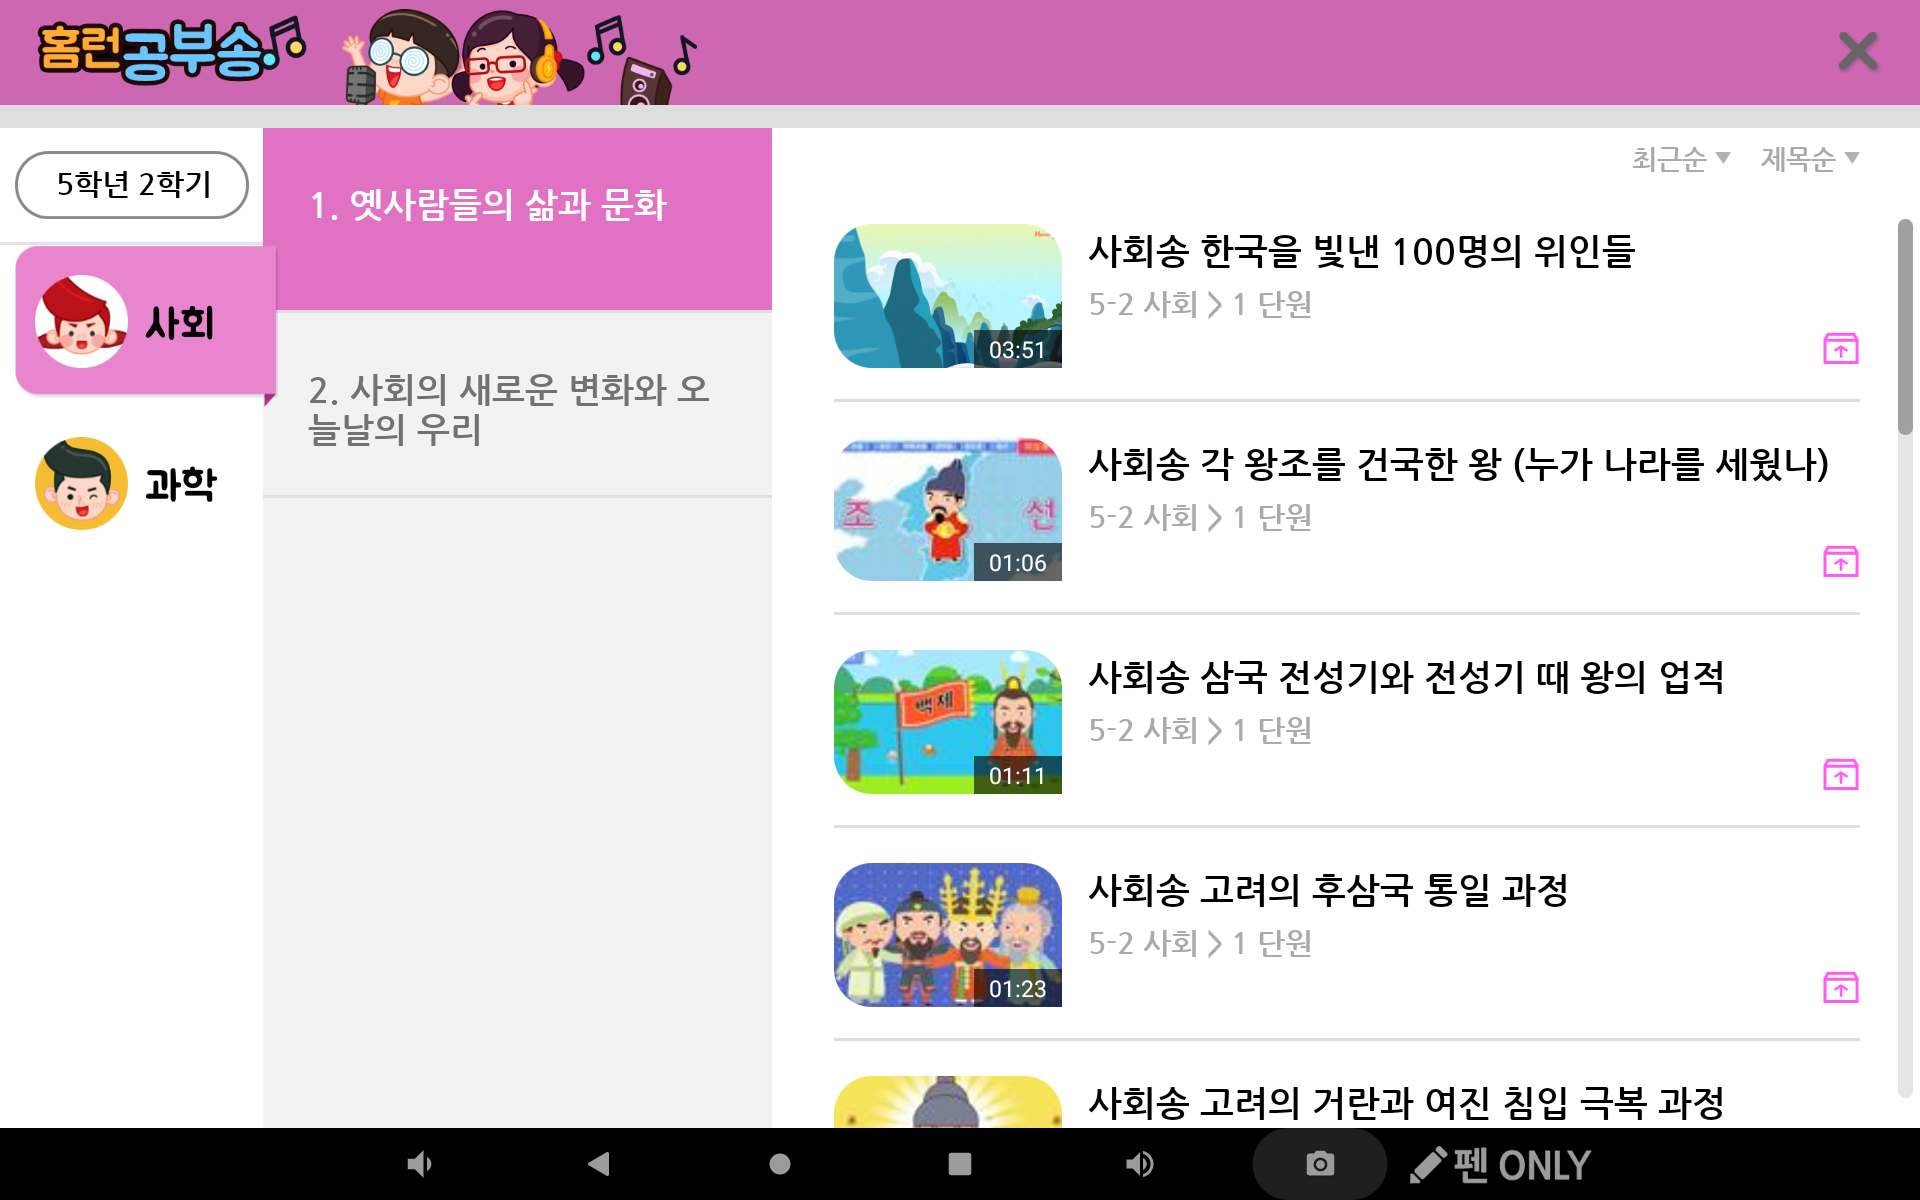 홈런공부송
5학년 2학기
사회
과학
1. 옛사람들의 삶과 문화
2. 사회의 새로운 변화와 오
늘날의 우리
최근순 ▼ 제목순 ▼
사회송 한국을 빛낸 100명의 위인들
5-2 사회 > 1 단원
03:51
사회송 각 왕조를 건국한 왕 (누가 나라를 세웠나)
5-2 사회 > 1 단원
조 선
01:06
사회송 삼국 전성기와 전성기 때 왕의 업적
5-2 사회 > 1 단원
백제
01:11
사회송 고려의 후삼국 통일 과정
5-2 사회 > 1 단원
01:23
사회송 고려의 거란과 여진 침입 극복 과정
펜 ONLY